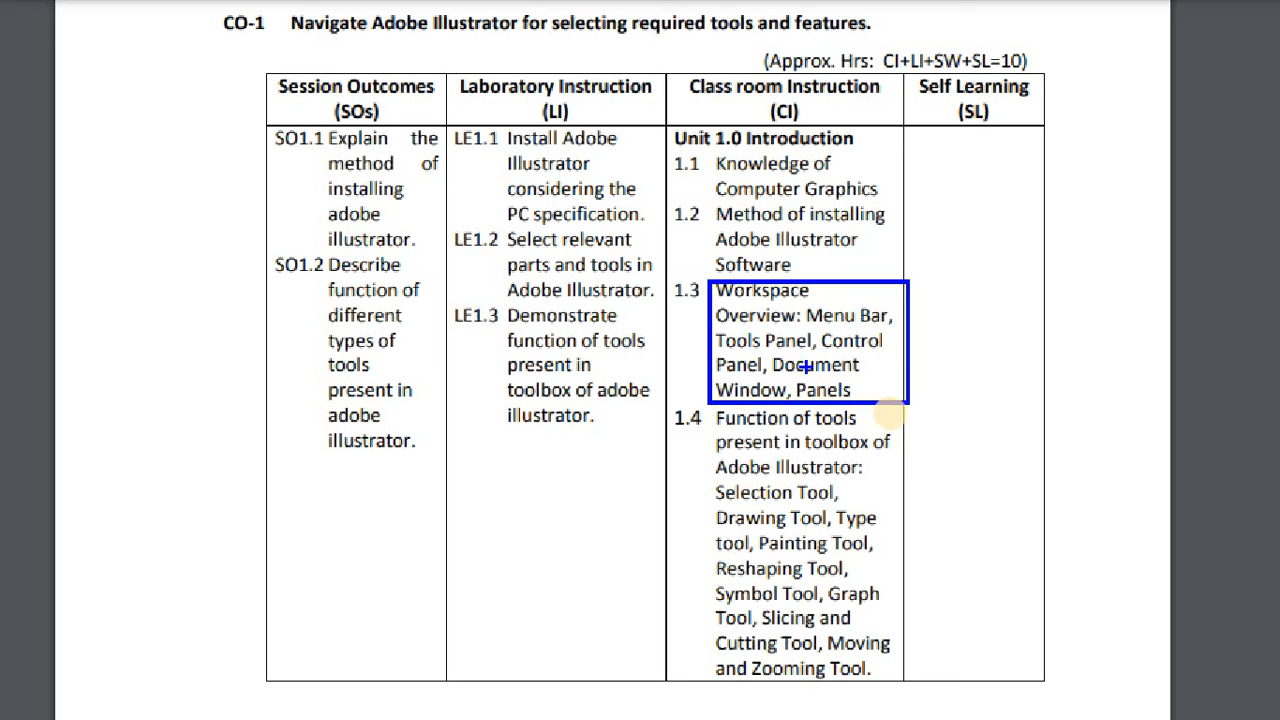 CO-1 Navigate Adobe Illustrator for selecting required tools and features.
(Approx. Hrs: CI+LI+SW+SL=10)
Session Outcomes
(SOs)
Laboratory Instruction
(LI)
Class room Instruction
(CI)
Self Learning
(SL)
SO1.1 Explain the
method of
installing
adobe
illustrator.
SO1.2 Describe
function of
different
types of
tools
present in
adobe
illustrator.
LE1.1 Install Adobe
Illustrator
considering the
PC specification.
LE1.2 Select relevant
parts and tools in
Adobe Illustrator.
LE1.3 Demonstrate
function of tools
present in
toolbox of adobe
illustrator.
Unit 1.0 Introduction
1.1 Knowledge of
Computer Graphics
1.2 Method of installing
Adobe Illustrator
Software
1.3 Workspace
Overview: Menu Bar,
Tools Panel, Control
Panel, Document
Window, Panels
1.4 Function of tools
present in toolbox of
Adobe Illustrator:
Selection Tool,
Drawing Tool, Type
tool, Painting Tool,
Reshaping Tool,
Symbol Tool, Graph
Tool, Slicing and
Cutting Tool, Moving
and Zooming Tool.